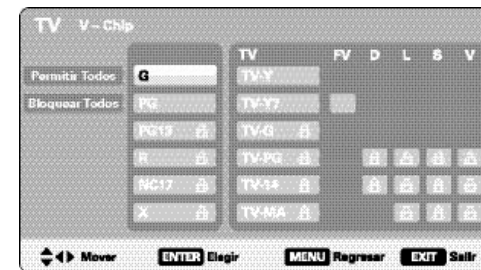 TV V - Chip
TV FV D L S V
Permitir Todos G TV-Y
Bloquear Todos PG TV-Y7
PG13 TV-G
R TV-PG
NC17 TV-14
X TV-MA
Mover ENTER Elegir MENU Regresar EXIT Salir